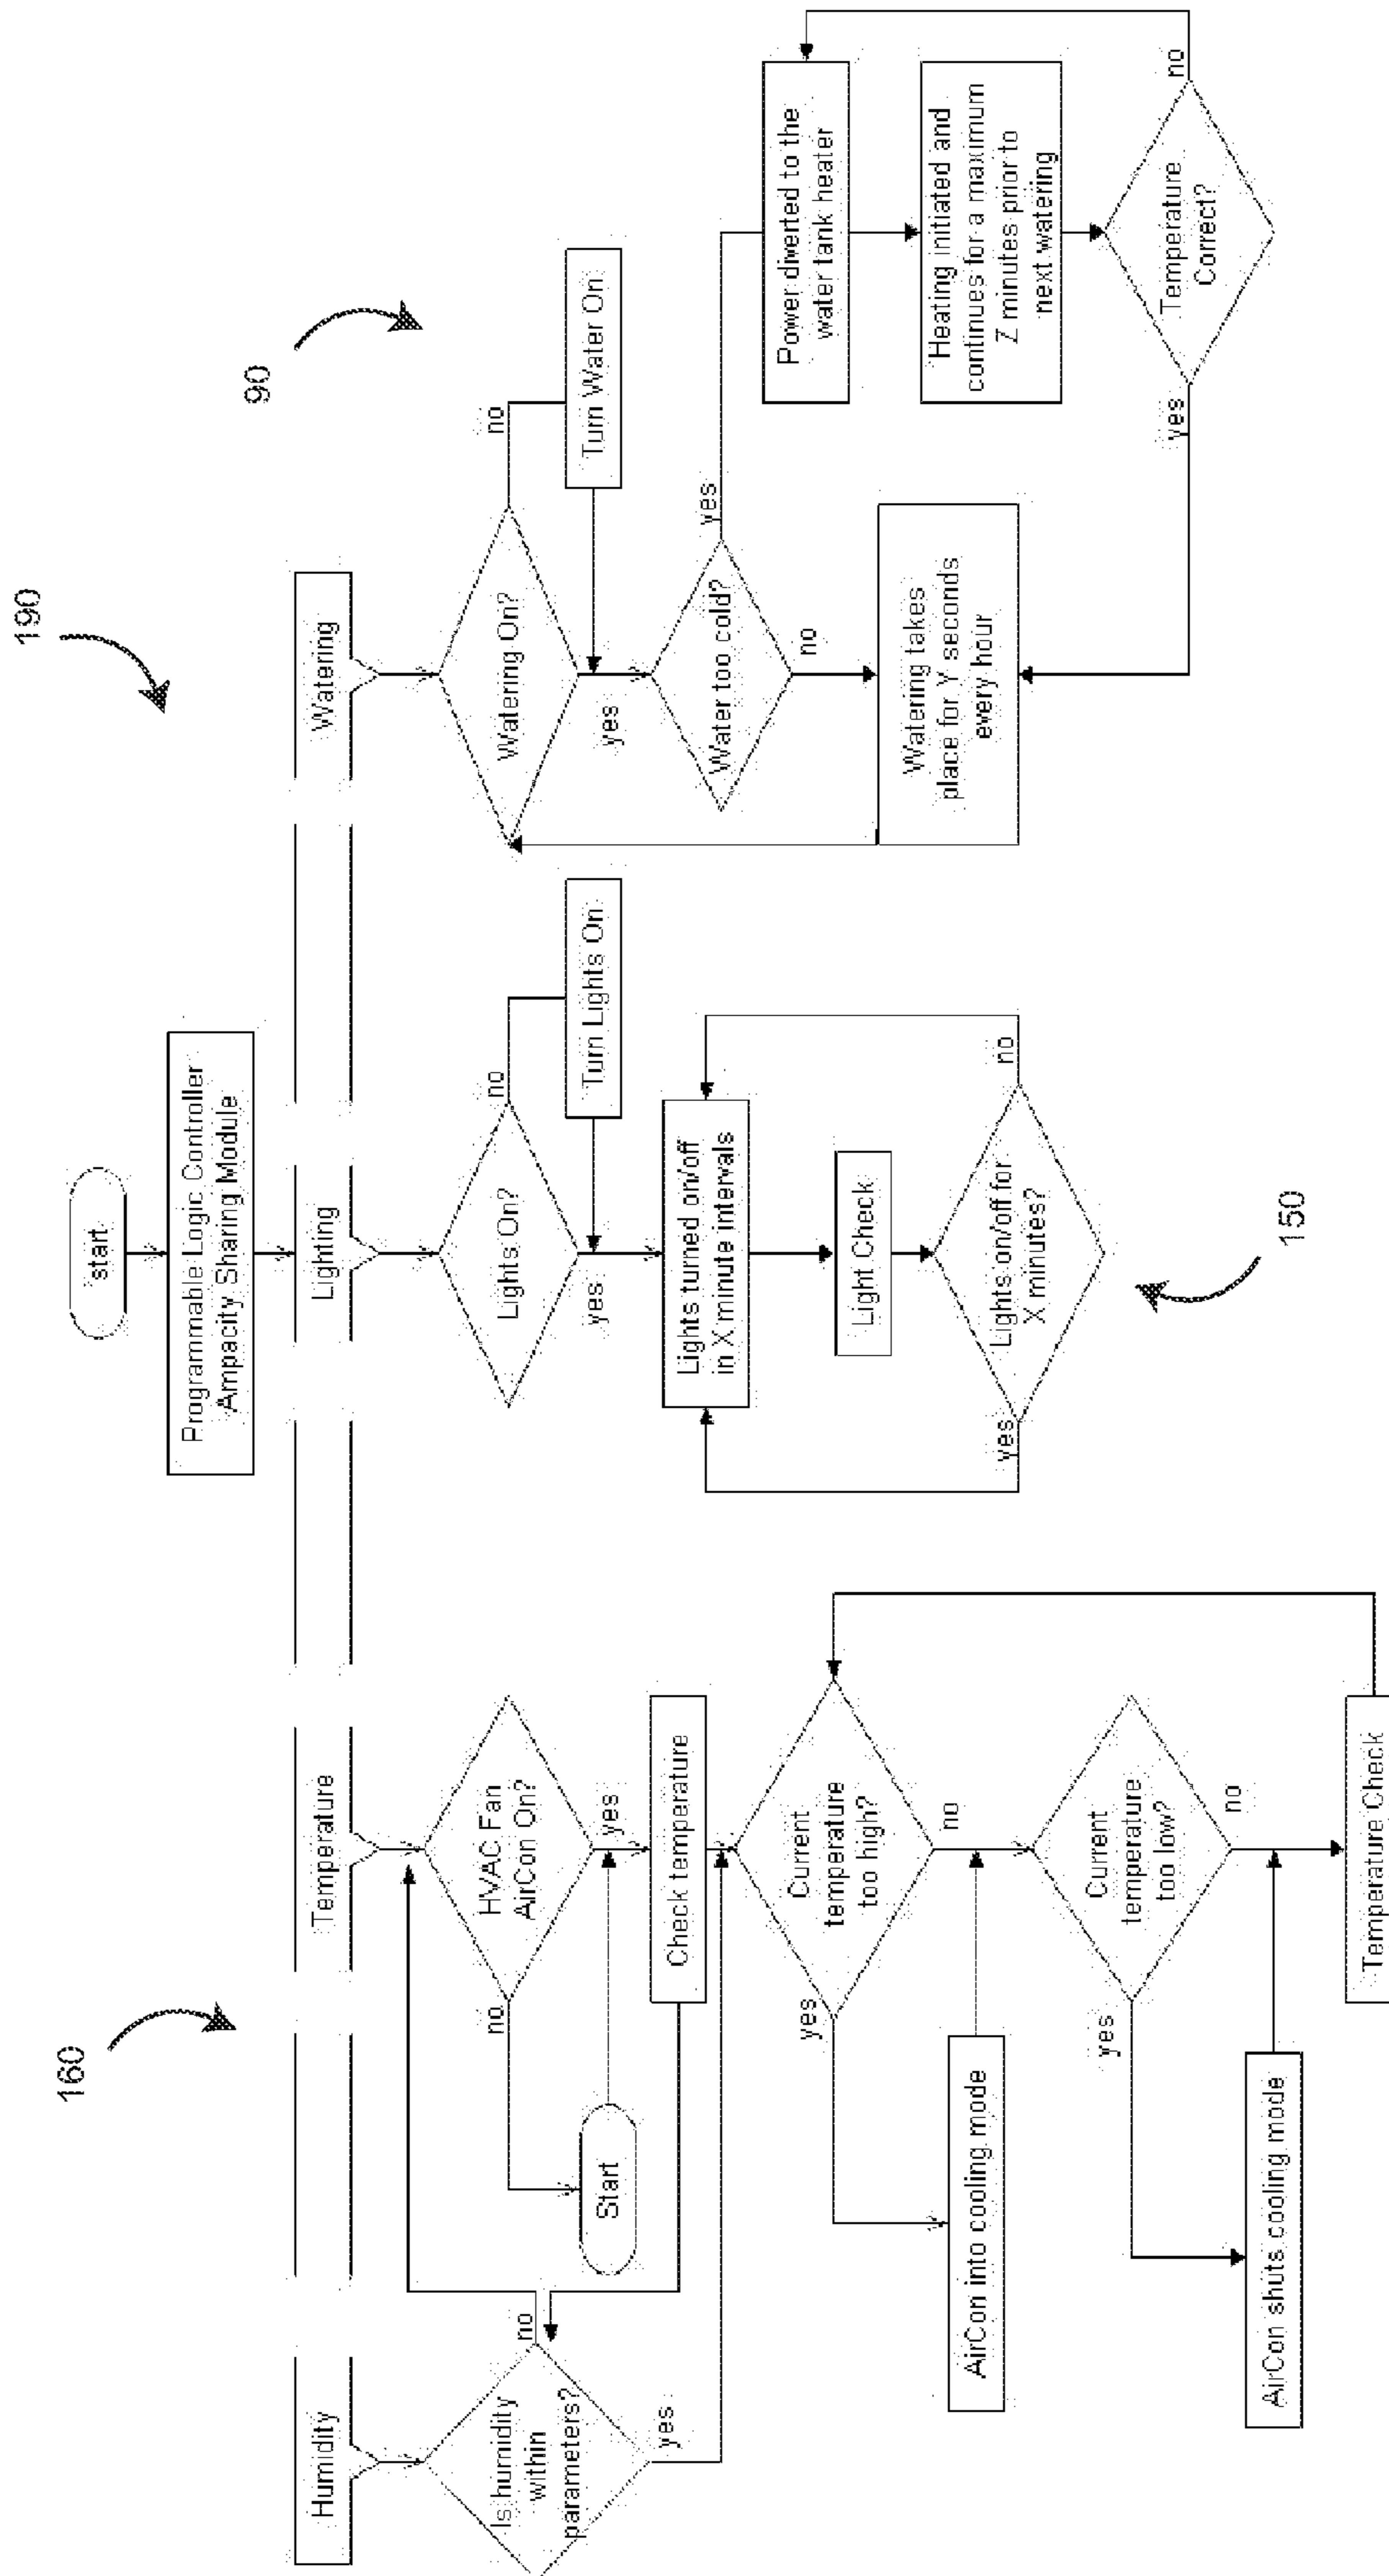 190
160
90
start
Programmable Logic Controller
Ampacity Sharing Module
Humidity
Temperature
Lighting
Watering
Is humidity
within
parameters?
no
yes
HVAC Fan
AirCon On?
no
yes
Start
Check temperature
Current
temperature
too high?
yes
no
AirCon into cooling mode
Current
temperature
too low?
yes
no
AirCon shuts cooling mode
Temperature Check
Lights On?
no
yes
Turn Lights On
Lights turned on/off
in X minute intervals
Light Check
Lights on/off for
X minutes?
yes
no
150
Watering On?
no
yes
Turn Water On
Water too cold?
yes
no
Watering takes
place for Y seconds
every hour
Power diverted to the
water tank heater
Heating initiated and
continues for a maximum
Z minutes prior to
next watering
Temperature
Correct?
yes
no